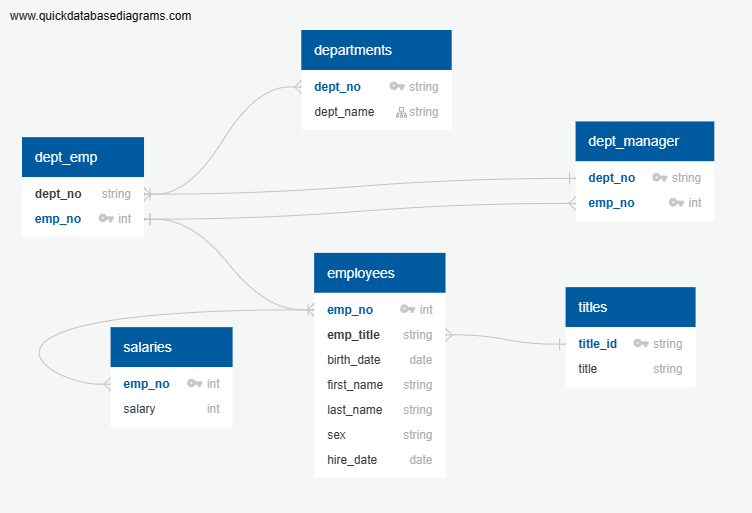 www.quickdatabasediagrams.com
departments
dept_no string
dept_name string
dept_manager
dept_no string
emp_no int
dept_emp
dept_no string
emp_no int
employees
emp_no int
emp_title string
birth_date date
first_name string
last_name string
sex string
hire_date date
titles
title_id string
title string
salaries
emp_no int
salary int